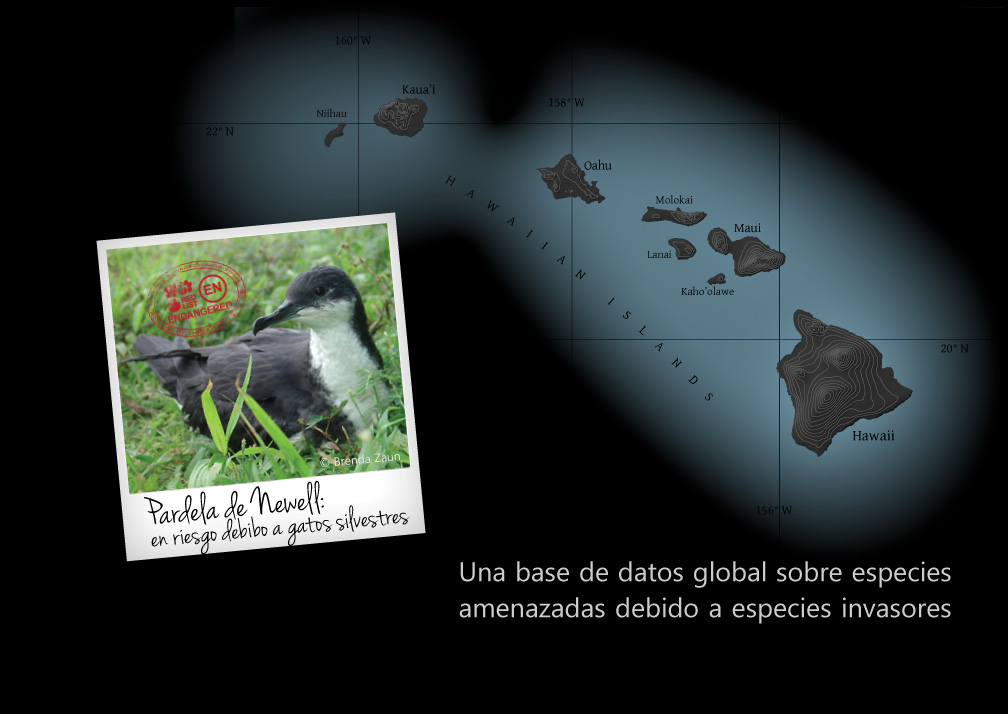 160° W
Kaua'i
Niihau
22° N
158° W
Oahu
HAWAIIAN ISLANDS
Molokai
Maui
Lanai
Kaho'olawe
20° N
Hawaii
156° W
EN
RED
LIST
ENDANGERED
© Brenda Zaun
Pardela de Newell:
en riesgo debibo a gatos silvestres
Una base de datos global sobre especies
amenazadas debido a especies invasores